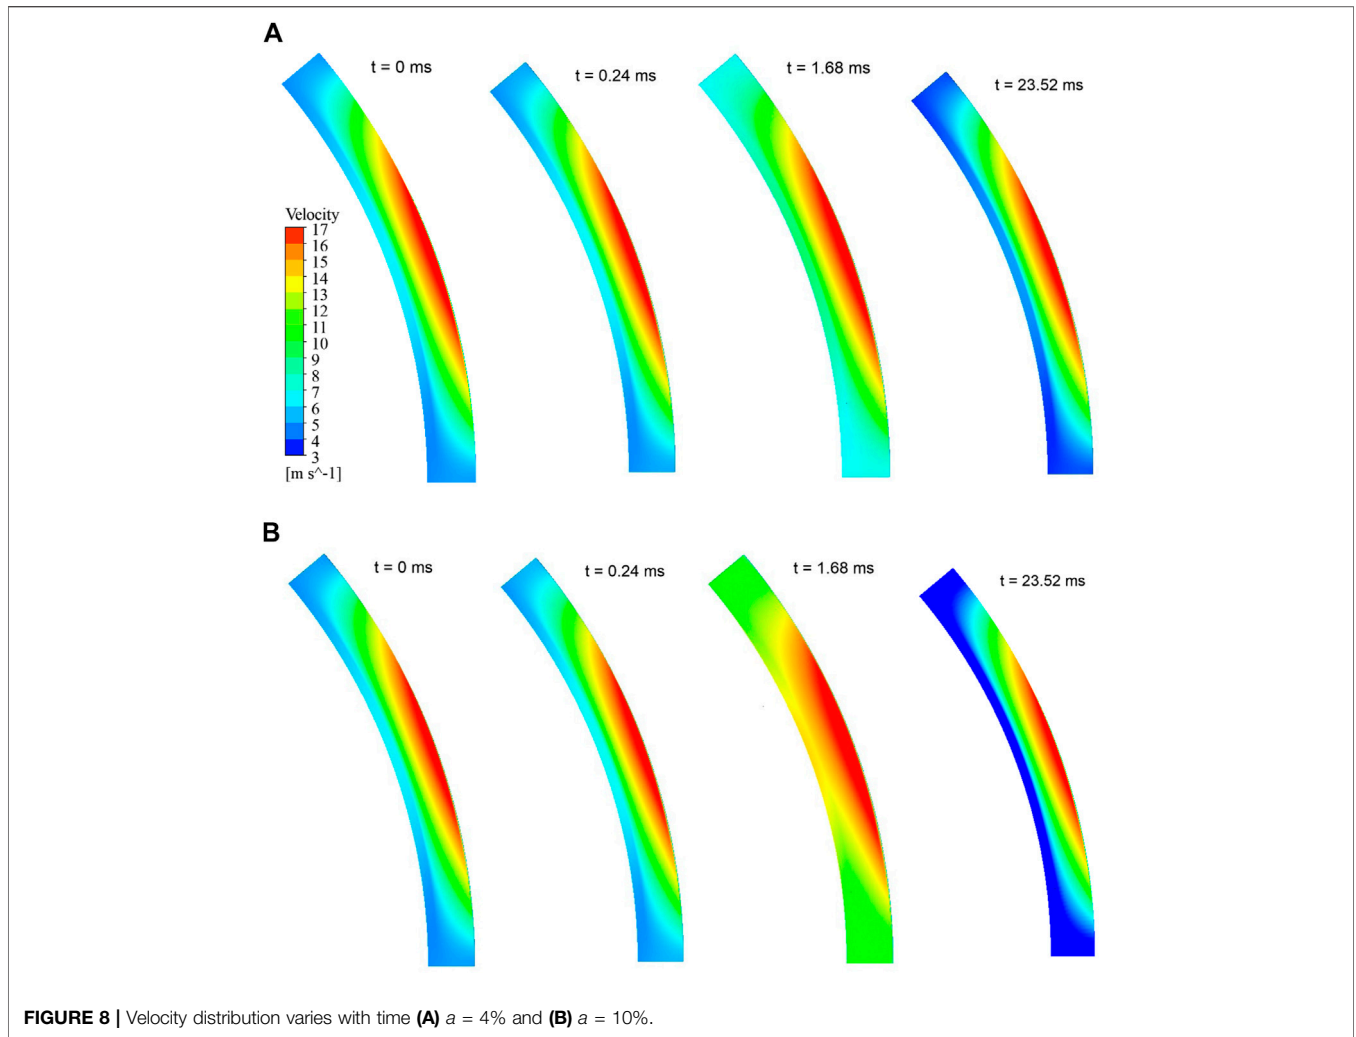 A
t = 0 ms
t = 0.24 ms
t = 1.68 ms
t = 23.52 ms
Velocity
17
16
15
14
13
12
11
10
9
8
7
6
5
4
3
[m s^-1]
B
t = 0 ms
t = 0.24 ms
t = 1.68 ms
t = 23.52 ms
FIGURE 8 | Velocity distribution varies with time (A) a = 4% and (B) a = 10%.